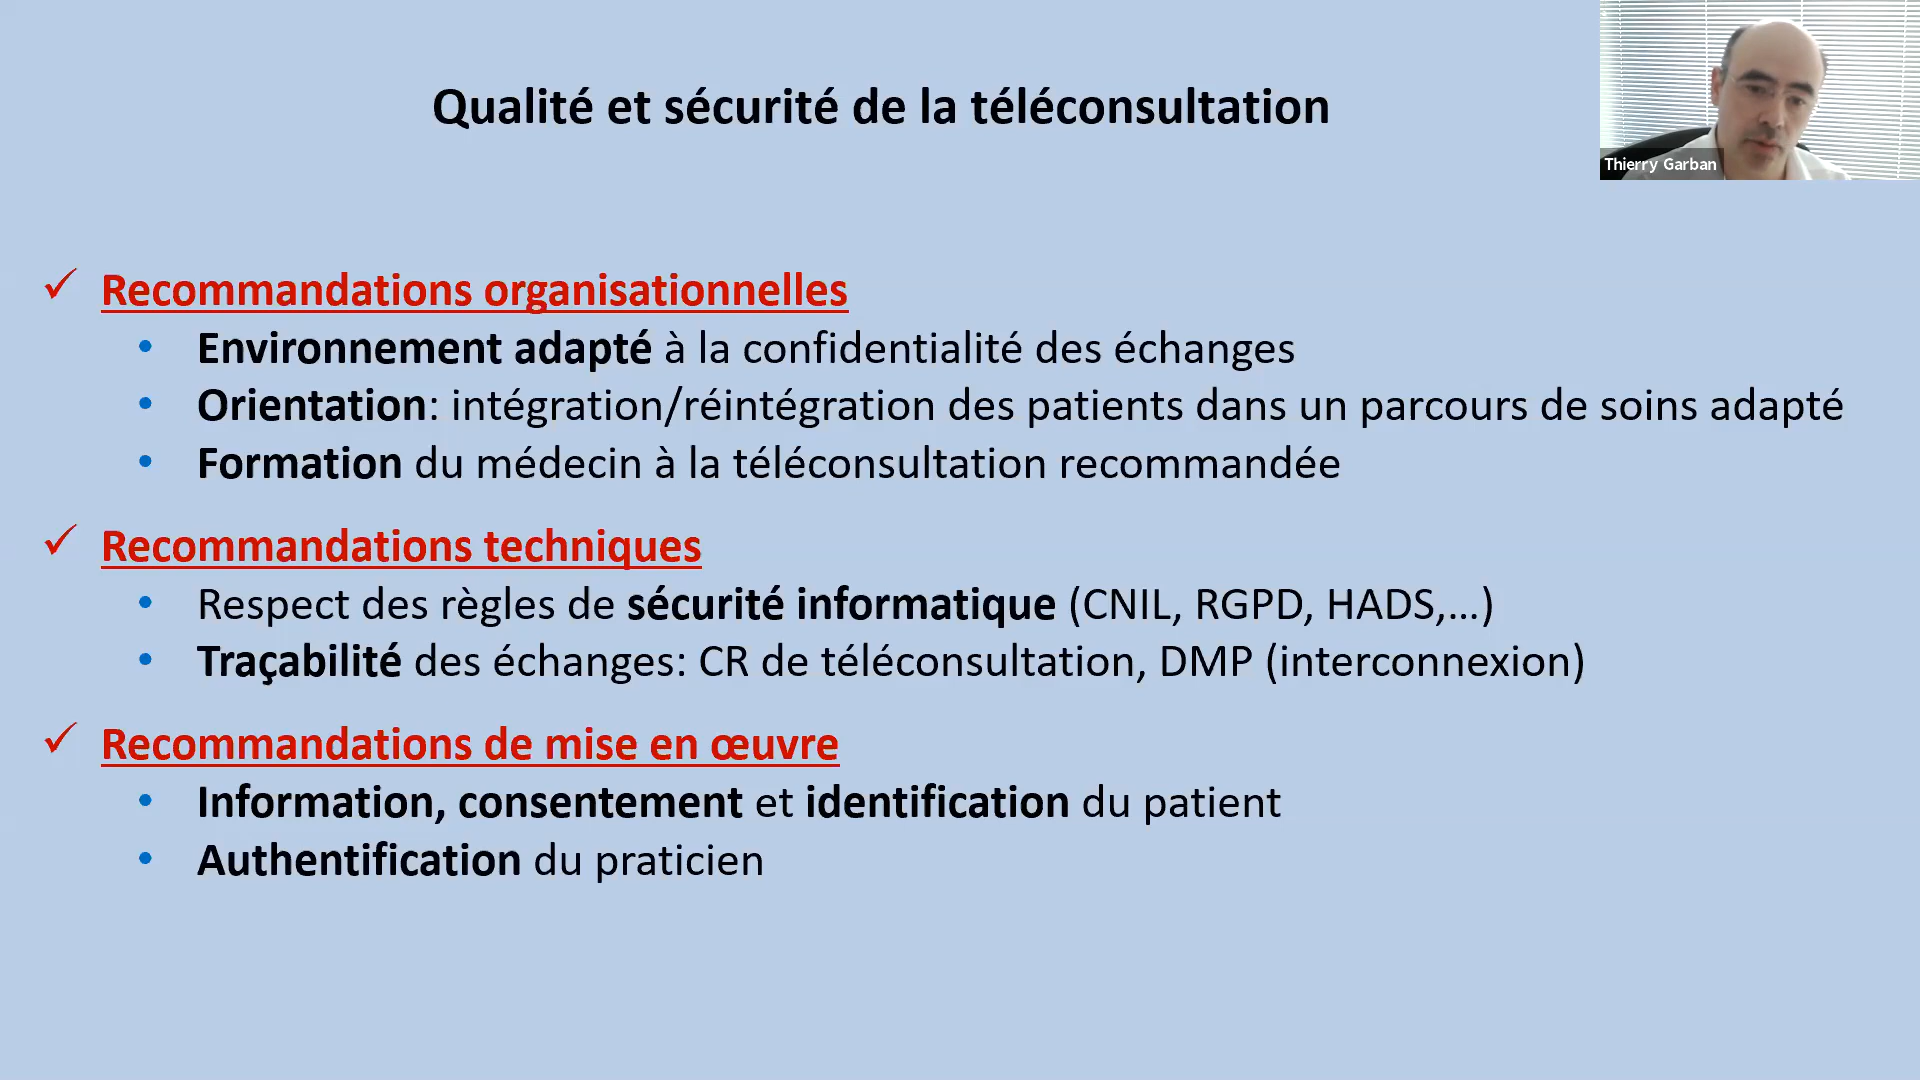 Qualité et sécurité de la téléconsultation
Thierry Garban
✓ Recommandations organisationnelles
• Environnement adapté à la confidentialité des échanges
• Orientation: intégration/réintégration des patients dans un parcours de soins adapté
• Formation du médecin à la téléconsultation recommandée
✓ Recommandations techniques
• Respect des règles de sécurité informatique (CNIL, RGPD, HADS,...)
• Traçabilité des échanges: CR de téléconsultation, DMP (interconnexion)
✓ Recommandations de mise en œuvre
• Information, consentement et identification du patient
• Authentification du praticien